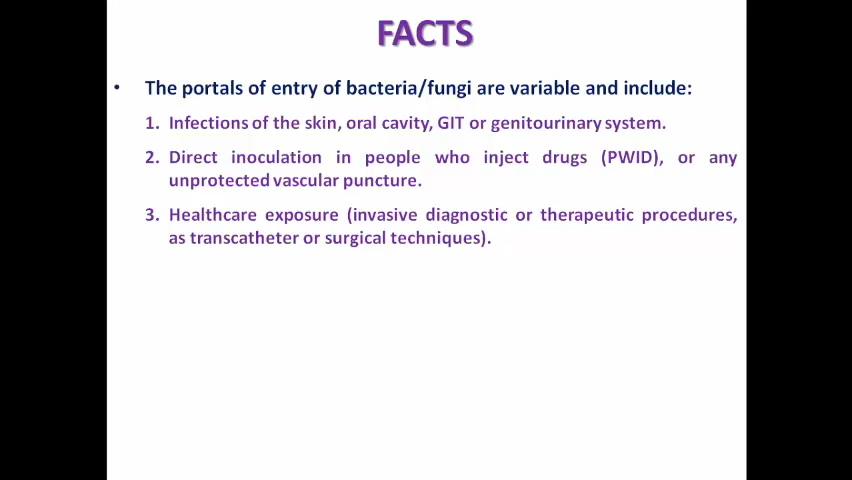 FACTS
• The portals of entry of bacteria/fungi are variable and include:
1. Infections of the skin, oral cavity, GIT or genitourinary system.
2. Direct inoculation in people who inject drugs (PWID), or any
unprotected vascular puncture.
3. Healthcare exposure (invasive diagnostic or therapeutic procedures,
as transcatheter or surgical techniques).